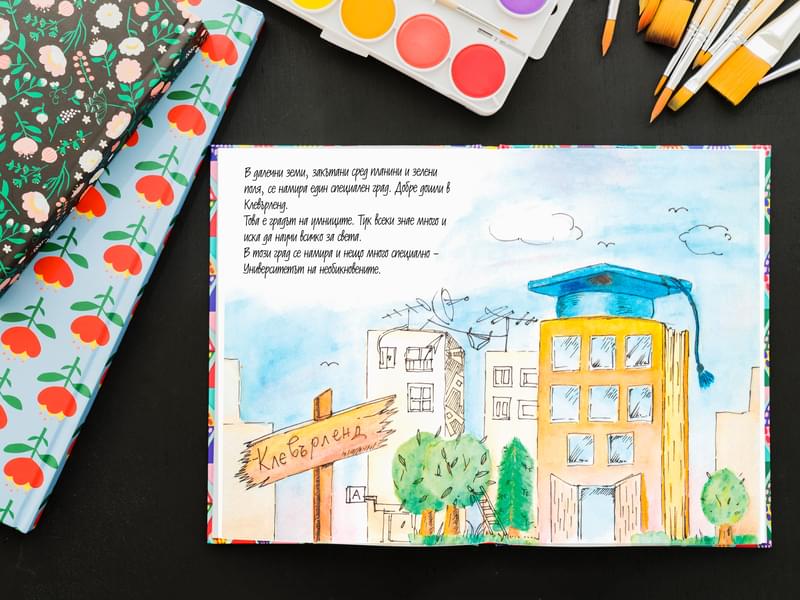 В далечни земи, закътани сред планини и зелени
поля, се намира един специален град. Добре дошли в
Клевърленд.
Това е градът на умниците. Тук всеки знае много и
иска да научи всичко за света.
В този град се намира и нещо много специално –
Университетът на необикновените.
Клевърленд
A